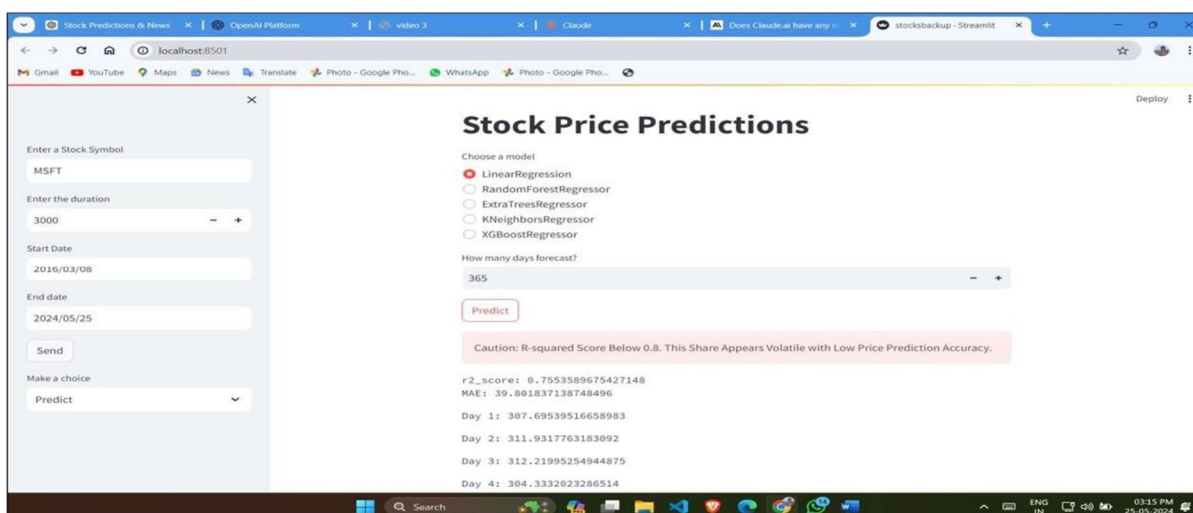 Stock Predictions & News
OpenAI Platform
video 3
Claude
Does Claude.ai have any
stocksbackup - Streamlit
localhost:8501
Gmail
YouTube
Maps
News
Translate
Photo - Google Pho...
WhatsApp
Photo - Google Pho...
Deploy
Enter a Stock Symbol
MSFT
Enter the duration
3000
Start Date
2016/03/08
End date
2024/05/25
Send
Make a choice
Predict
Stock Price Predictions
Choose a model
LinearRegression
RandomForestRegressor
ExtraTreesRegressor
KNeighborsRegressor
XGBoostRegressor
How many days forecast?
365
Predict
Caution: R-squared Score Below 0.8. This Share Appears Volatile with Low Price Prediction Accuracy.
r2_score: 0.7553589675427148
MAE: 39.801837138748496
Day 1: 307.69539516658983
Day 2: 311.9317763183092
Day 3: 312.21995254944875
Day 4: 304.3332023286514
Search
ENG
IN
03:15 PM
25-05-2024